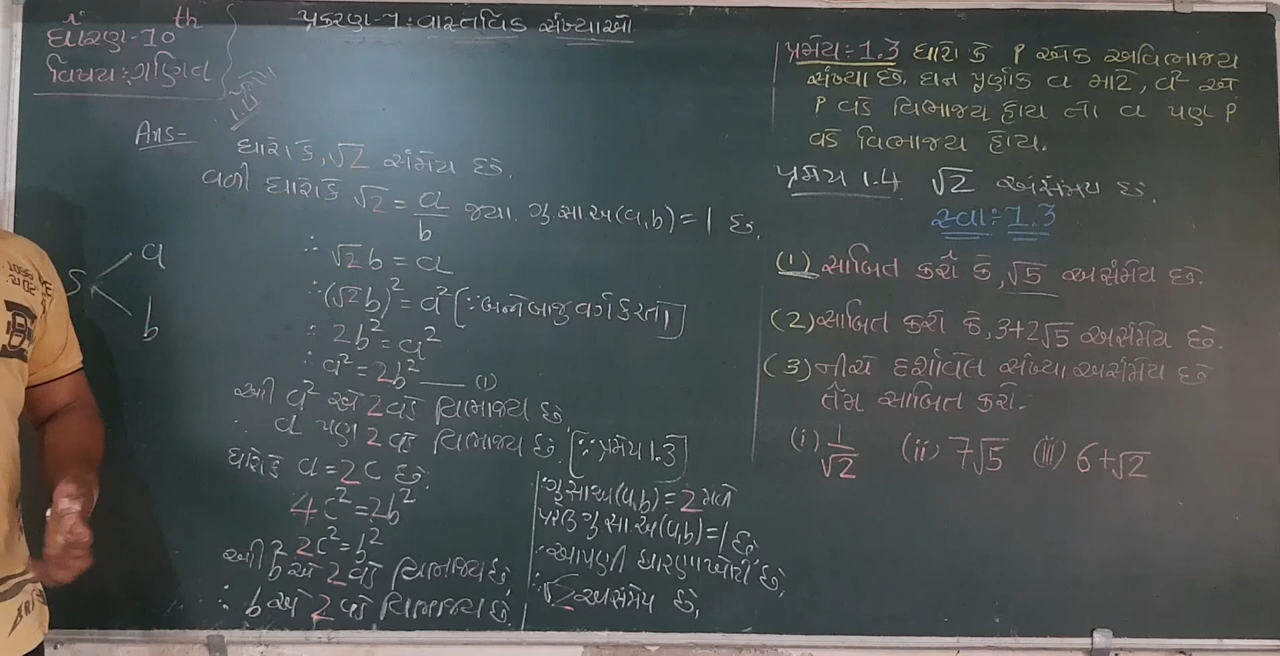 ધોરણ-10th
વિષય:ગણિત
પ્રકરણ-1:વાસ્તવિક સંખ્યાઓ
Ans-
ધારોકે,√2 સંમેય છે.
વળી ધારોકે √2 = a/b જ્યા. ગુ.સા.અ(a,b)=1 છે.
∴ √2b = a
∴(√2b)²=a² [∵બન્નેબાજુ વર્ગ કરતા]
∴ 2b²=a²
∴ a²=2b² —— (1)
અહી a² એ 2 વડે વિભાજ્ય છે.
∴ a પણ 2 વડે વિભાજ્ય છે. [∵પ્રમેય 1.3]
ધારોકે a=2c છે.
4c²=2b²
2c²=b²
અહી b² એ 2 વડે વિભાજ્ય છે.
∴ b એ 2 વડે વિભાજ્ય છે.
ગુ.સા.અ(a,b)=2 મળે
પરંતુ ગુ.સા.અ(a,b)=1 છે
∴આપણી ધારણા ખોટી છે.
∴√2 અસંમેય છે.
5
a
b
પ્રમેય:1.3 ધારો કે P એક અવિભાજ્ય
સંખ્યા છે. ધન પૂર્ણાંક a માટે, a² એ
P વડે વિભાજ્ય હોય તો a પણ P
વડે વિભાજ્ય હોય.
પ્રમેય 1.4 √2 અસંમેય છે.
સ્વા:1.3
(1) સાબિત કરો કે,√5 અસંમેય છે.
(2) સાબિત કરો કે,3+2√5 અસંમેય છે.
(3) નીચે દર્શાવેલ સંખ્યા અસંમેય છે
તેમ સાબિત કરો.
(i) 1/√2 (ii) 7√5 (iii) 6+√2